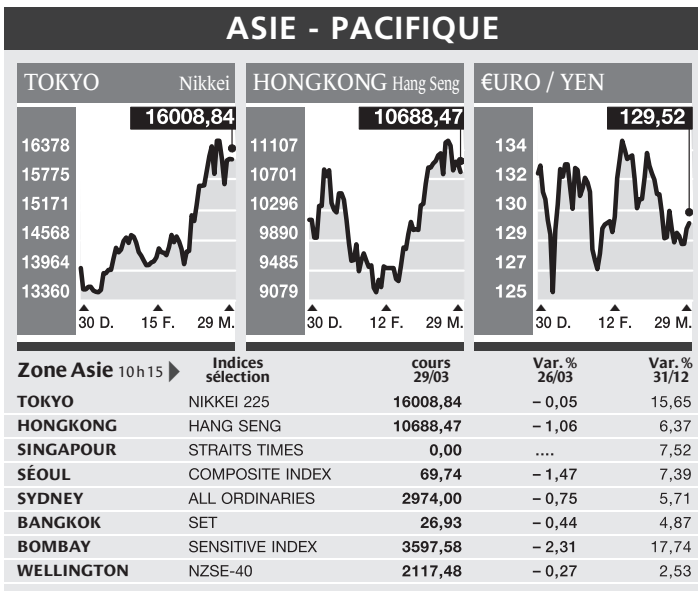 ASIE - PACIFIQUE
TOKYO Nikkei
16008,84
16378
15775
15171
14568
13964
13360
30 D. 15 F. 29 M.
HONGKONG Hang Seng
10688,47
11107
10701
10296
9890
9485
9079
30 D. 12 F. 29 M.
€URO / YEN
129,52
134
132
130
129
127
125
30 D. 12 F. 29 M.
Zone Asie 10h15 Indices sélection cours 29/03 Var. % 26/03 Var. % 31/12
TOKYO NIKKEI 225 16008,84 – 0,05 15,65
HONGKONG HANG SENG 10688,47 – 1,06 6,37
SINGAPOUR STRAITS TIMES 0,00 .... 7,52
SÉOUL COMPOSITE INDEX 69,74 – 1,47 7,39
SYDNEY ALL ORDINARIES 2974,00 – 0,75 5,71
BANGKOK SET 26,93 – 0,44 4,87
BOMBAY SENSITIVE INDEX 3597,58 – 2,31 17,74
WELLINGTON NZSE-40 2117,48 – 0,27 2,53